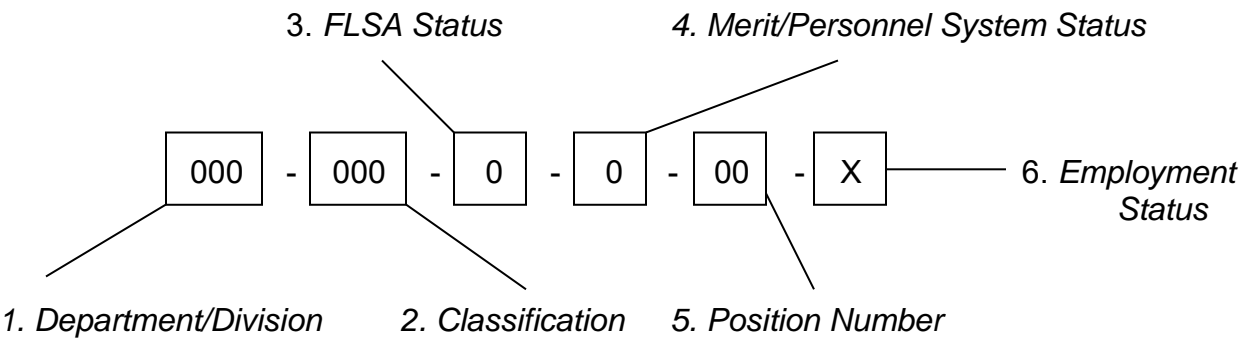 3. FLSA Status
4. Merit/Personnel System Status
000 - 000 - 0 - 0 - 00 - X
6. Employment
Status
1. Department/Division
2. Classification
5. Position Number